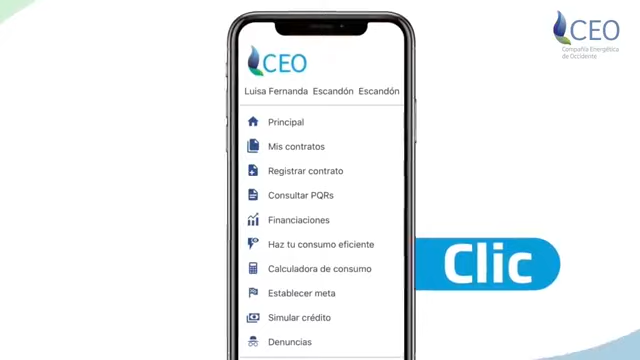 CEO
Compañía Energética
de Occidente
CEO
Luisa Fernanda Escandón Escandón
Principal
Mis contratos
Registrar contrato
Consultar PQRs
Financiaciones
Haz tu consumo eficiente
Calculadora de consumo
Establecer meta
Simular crédito
Denuncias
Clic